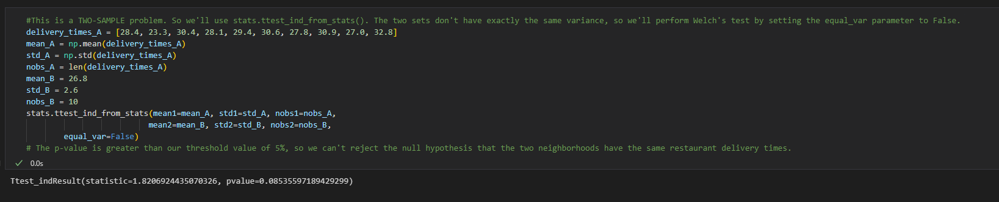 #This is a TWO-SAMPLE problem. So we'll use stats.ttest_ind_from_stats(). The two sets don't have exactly the same variance, so we'll perform Welch's test by setting the equal_var parameter to False.
delivery_times_A = [28.4, 23.3, 30.4, 28.1, 29.4, 30.6, 27.8, 30.9, 27.0, 32.8]
mean_A = np.mean(delivery_times_A)
std_A = np.std(delivery_times_A)
nobs_A = len(delivery_times_A)
mean_B = 26.8
std_B = 2.6
nobs_B = 10
stats.ttest_ind_from_stats(mean1=mean_A, std1=std_A, nobs1=nobs_A,
mean2=mean_B, std2=std_B, nobs2=nobs_B,
equal_var=False)
# The p-value is greater than our threshold value of 5%, so we can't reject the null hypothesis that the two neighborhoods have the same restaurant delivery times.
✓ 0.0s
Ttest_indResult(statistic=1.8206924435070326, pvalue=0.08535597189429299)